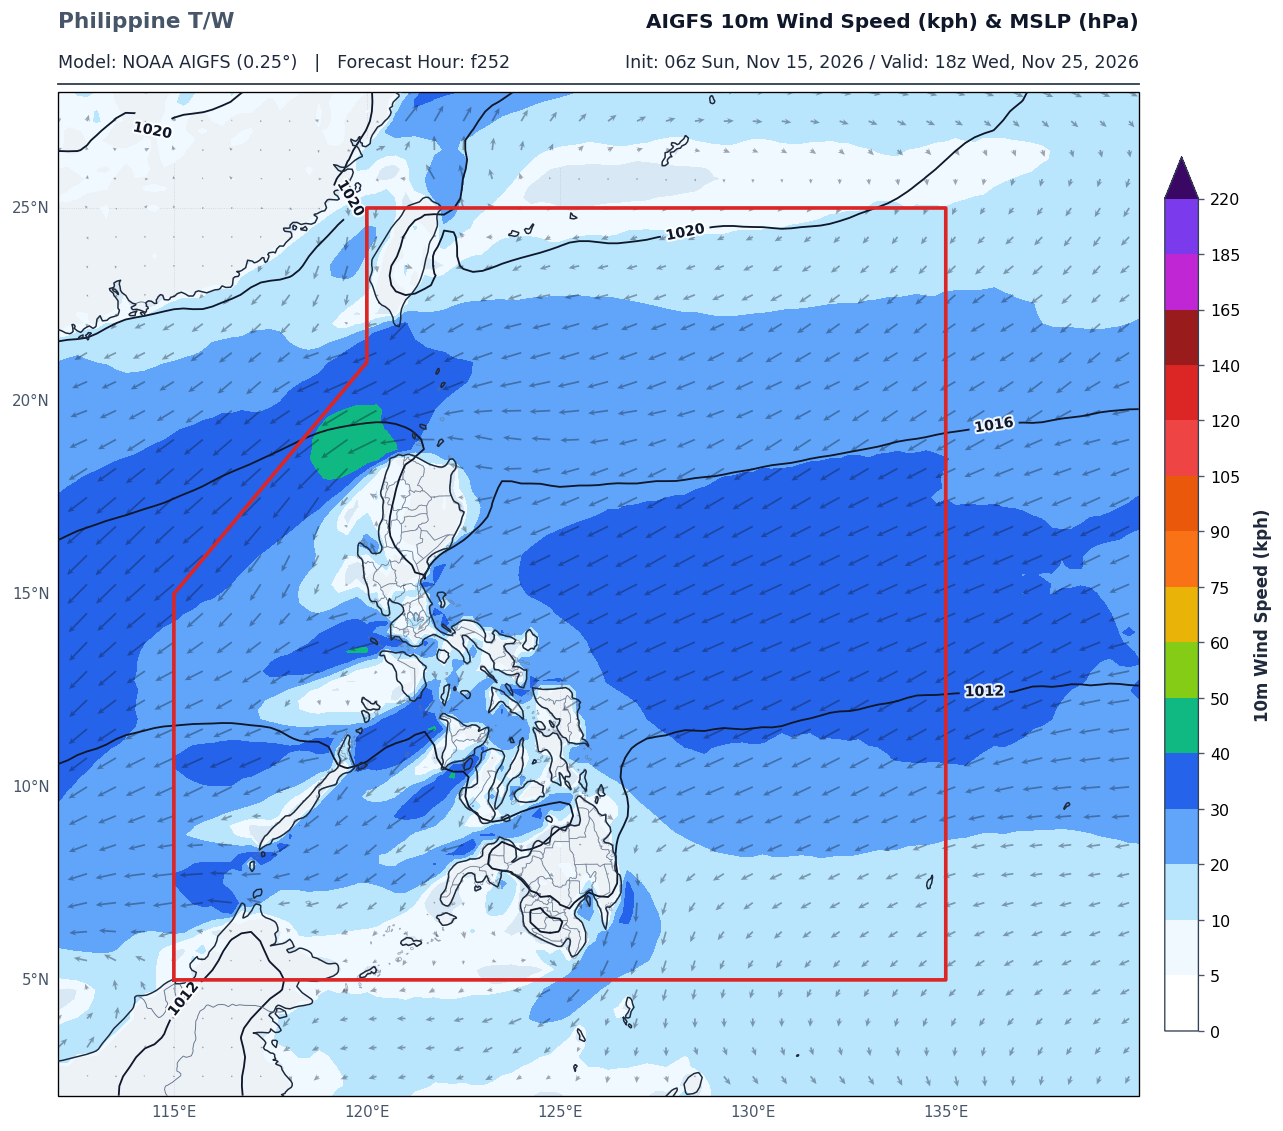 Philippine T/W
AIGFS 10m Wind Speed (kph) & MSLP (hPa)
Model: NOAA AIGFS (0.25°) | Forecast Hour: f252
Init: 06z Sun, Nov 15, 2026 / Valid: 18z Wed, Nov 25, 2026
1020
1020
1020
1016
1012
1012
25°N
20°N
15°N
10°N
5°N
115°E
120°E
125°E
130°E
135°E
220
185
165
140
120
105
90
75
60
50
40
30
20
10
5
0
10m Wind Speed (kph)